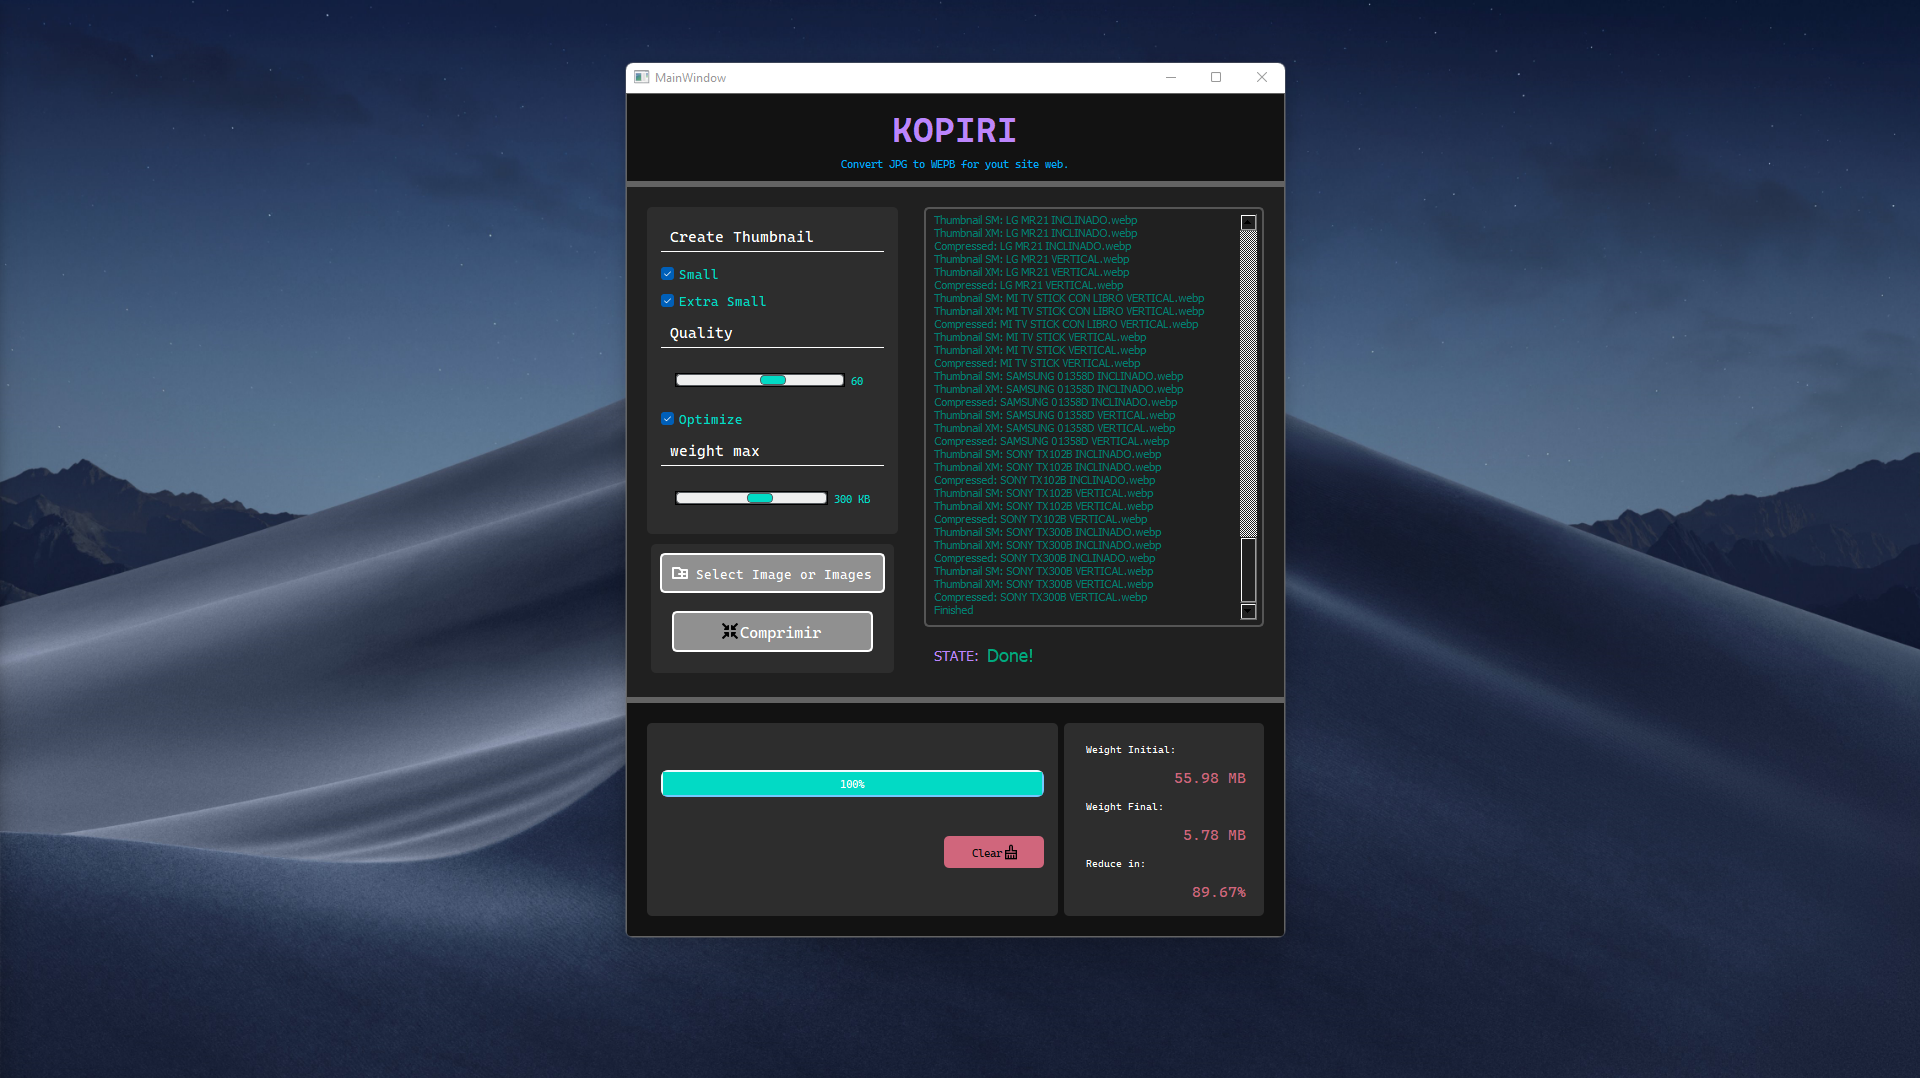 MainWindow
KOPIRI
Convert JPG to WEPB for yout site web.
Create Thumbnail
Small
Extra Small
Quality
60
Optimize
weight max
300 KB
Select Image or Images
Comprimir
Thumbnail SM: LG MR21 INCLINADO.webp
Thumbnail XM: LG MR21 INCLINADO.webp
Compressed: LG MR21 INCLINADO.webp
Thumbnail SM: LG MR21 VERTICAL.webp
Thumbnail XM: LG MR21 VERTICAL.webp
Compressed: LG MR21 VERTICAL.webp
Thumbnail SM: MI TV STICK CON LIBRO VERTICAL.webp
Thumbnail XM: MI TV STICK CON LIBRO VERTICAL.webp
Compressed: MI TV STICK CON LIBRO VERTICAL.webp
Thumbnail SM: MI TV STICK VERTICAL.webp
Thumbnail XM: MI TV STICK VERTICAL.webp
Compressed: MI TV STICK VERTICAL.webp
Thumbnail SM: SAMSUNG 01358D INCLINADO.webp
Thumbnail XM: SAMSUNG 01358D INCLINADO.webp
Compressed: SAMSUNG 01358D INCLINADO.webp
Thumbnail SM: SAMSUNG 01358D VERTICAL.webp
Thumbnail XM: SAMSUNG 01358D VERTICAL.webp
Compressed: SAMSUNG 01358D VERTICAL.webp
Thumbnail SM: SONY TX102B INCLINADO.webp
Thumbnail XM: SONY TX102B INCLINADO.webp
Compressed: SONY TX102B INCLINADO.webp
Thumbnail SM: SONY TX102B VERTICAL.webp
Thumbnail XM: SONY TX102B VERTICAL.webp
Compressed: SONY TX102B VERTICAL.webp
Thumbnail SM: SONY TX300B INCLINADO.webp
Thumbnail XM: SONY TX300B INCLINADO.webp
Compressed: SONY TX300B INCLINADO.webp
Thumbnail SM: SONY TX300B VERTICAL.webp
Thumbnail XM: SONY TX300B VERTICAL.webp
Compressed: SONY TX300B VERTICAL.webp
Finished
STATE: Done!
100%
Clear
Weight Initial:
55.98 MB
Weight Final:
5.78 MB
Reduce in:
89.67%